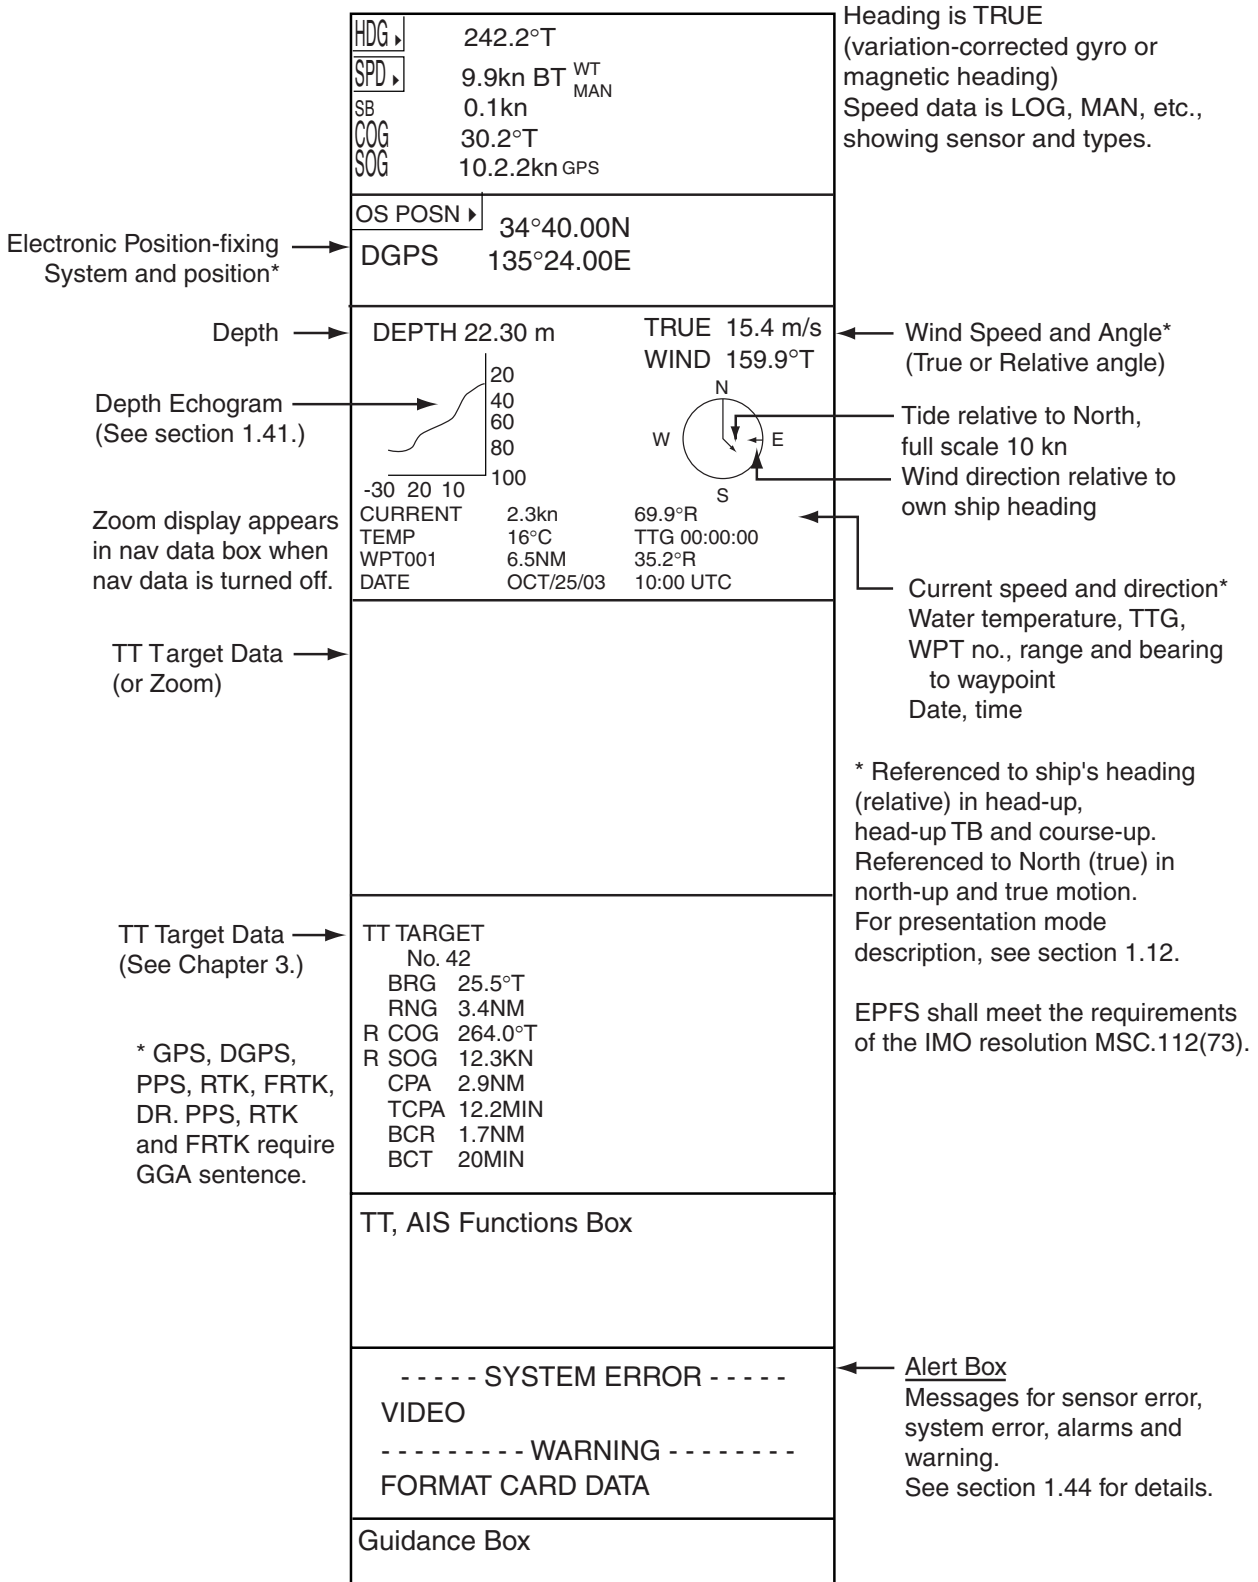 HDG ▸ 242.2°T
SPD ▸ 9.9kn BT WT
MAN
SB 0.1kn
COG 30.2°T
SOG 10.2.2kn GPS
Heading is TRUE
(variation-corrected gyro or
magnetic heading)
Speed data is LOG, MAN, etc.,
showing sensor and types.
OS POSN ▸ 34°40.00N
DGPS 135°24.00E
Electronic Position-fixing
System and position*
Depth
DEPTH 22.30 m
TRUE 15.4 m/s
WIND 159.9°T
Wind Speed and Angle*
(True or Relative angle)
Depth Echogram
(See section 1.41.)
20
40
60
80
100
-30 20 10
N
W E
S
Tide relative to North,
full scale 10 kn
Wind direction relative to
own ship heading
Zoom display appears
in nav data box when
nav data is turned off.
CURRENT 2.3kn 69.9°R
TEMP 16°C TTG 00:00:00
WPT001 6.5NM 35.2°R
DATE OCT/25/03 10:00 UTC
Current speed and direction*
Water temperature, TTG,
WPT no., range and bearing
to waypoint
Date, time
TT Target Data
(or Zoom)
* Referenced to ship's heading
(relative) in head-up,
head-up TB and course-up.
Referenced to North (true) in
north-up and true motion.
For presentation mode
description, see section 1.12.
EPFS shall meet the requirements
of the IMO resolution MSC.112(73).
TT Target Data
(See Chapter 3.)
* GPS, DGPS,
PPS, RTK, FRTK,
DR. PPS, RTK
and FRTK require
GGA sentence.
TT TARGET
No. 42
BRG 25.5°T
RNG 3.4NM
R COG 264.0°T
R SOG 12.3KN
CPA 2.9NM
TCPA 12.2MIN
BCR 1.7NM
BCT 20MIN
TT, AIS Functions Box
- - - - - SYSTEM ERROR - - - - -
VIDEO
- - - - - - - - - WARNING - - - - - - - -
FORMAT CARD DATA
Alert Box
Messages for sensor error,
system error, alarms and
warning.
See section 1.44 for details.
Guidance Box